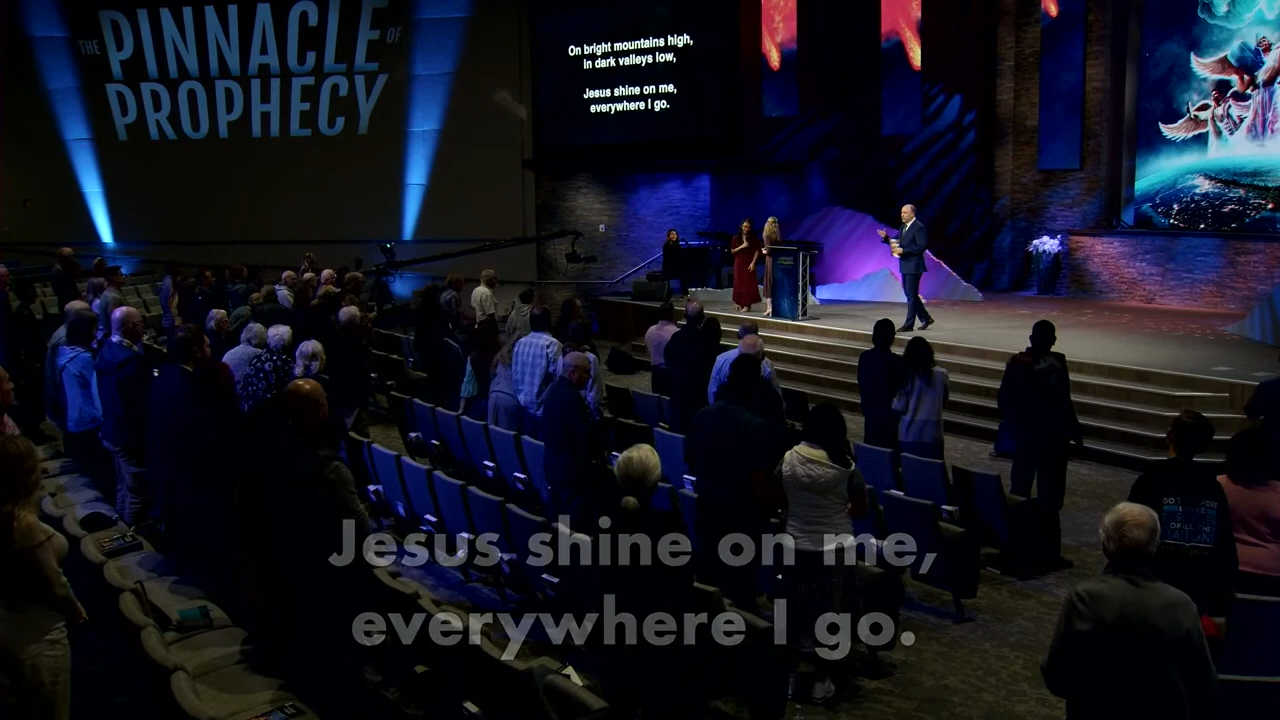 THE PINNACLE OF
PROPHECY
On bright mountains high,
in dark valleys low,
Jesus shine on me,
everywhere I go.
Jesus shine on me,
everywhere I go.